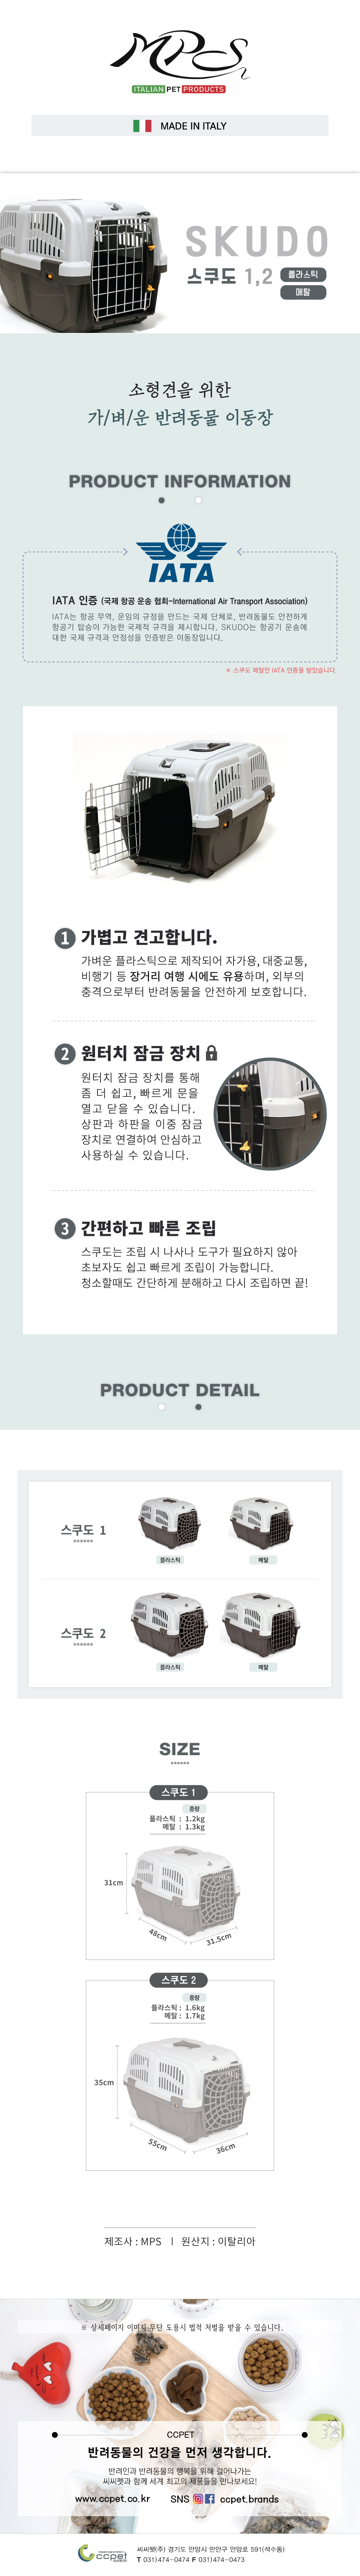 MPS
ITALIAN PET PRODUCTS
MADE IN ITALY
SKUDO
스쿠도 1,2
플라스틱
메탈
소형견을 위한
가/벼/운 반려동물 이동장
PRODUCT INFORMATION
IATA
IATA 인증 (국제 항공 운송 협회-International Air Transport Association)
IATA는 항공 무역, 운임의 규정을 만드는 국제 단체로, 반려동물도 안전하게
항공기 탑승이 가능한 국제적 규격을 제시합니다. SKUDO는 항공기 운송에
대한 국제 규격과 안정성을 인증받은 이동장입니다.
※ 스쿠도 메탈만 IATA 인증을 받았습니다.
1 가볍고 견고합니다.
가벼운 플라스틱으로 제작되어 자가용, 대중교통,
비행기 등 장거리 여행 시에도 유용하며, 외부의
충격으로부터 반려동물을 안전하게 보호합니다.
2 원터치 잠금 장치
원터치 잠금 장치를 통해
좀 더 쉽고, 빠르게 문을
열고 닫을 수 있습니다.
상판과 하판을 이중 잠금
장치로 연결하여 안심하고
사용하실 수 있습니다.
3 간편하고 빠른 조립
스쿠도는 조립 시 나사나 도구가 필요하지 않아
초보자도 쉽고 빠르게 조립이 가능합니다.
청소할때도 간단하게 분해하고 다시 조립하면 끝!
PRODUCT DETAIL
스쿠도 1
플라스틱
메탈
스쿠도 2
플라스틱
메탈
SIZE
스쿠도 1
중량
플라스틱 : 1.2kg
메탈 : 1.3kg
31cm
48cm
31.5cm
스쿠도 2
중량
플라스틱 : 1.6kg
메탈 : 1.7kg
35cm
55cm
36cm
제조사 : MPS ㅣ 원산지 : 이탈리아
※ 상세페이지 이미지 무단 도용시 법적 처벌을 받을 수 있습니다.
CCPET
반려동물의 건강을 먼저 생각합니다.
반려인과 반려동물의 행복을 위해 걸어나가는
씨씨펫과 함께 세계 최고의 제품들을 만나보세요!
www.ccpet.co.kr SNS ccpet.brands
ccpet
씨씨펫(주) 경기도 안양시 만안구 안양로 591(석수동)
T 031)474-0474 F 031)474-0473